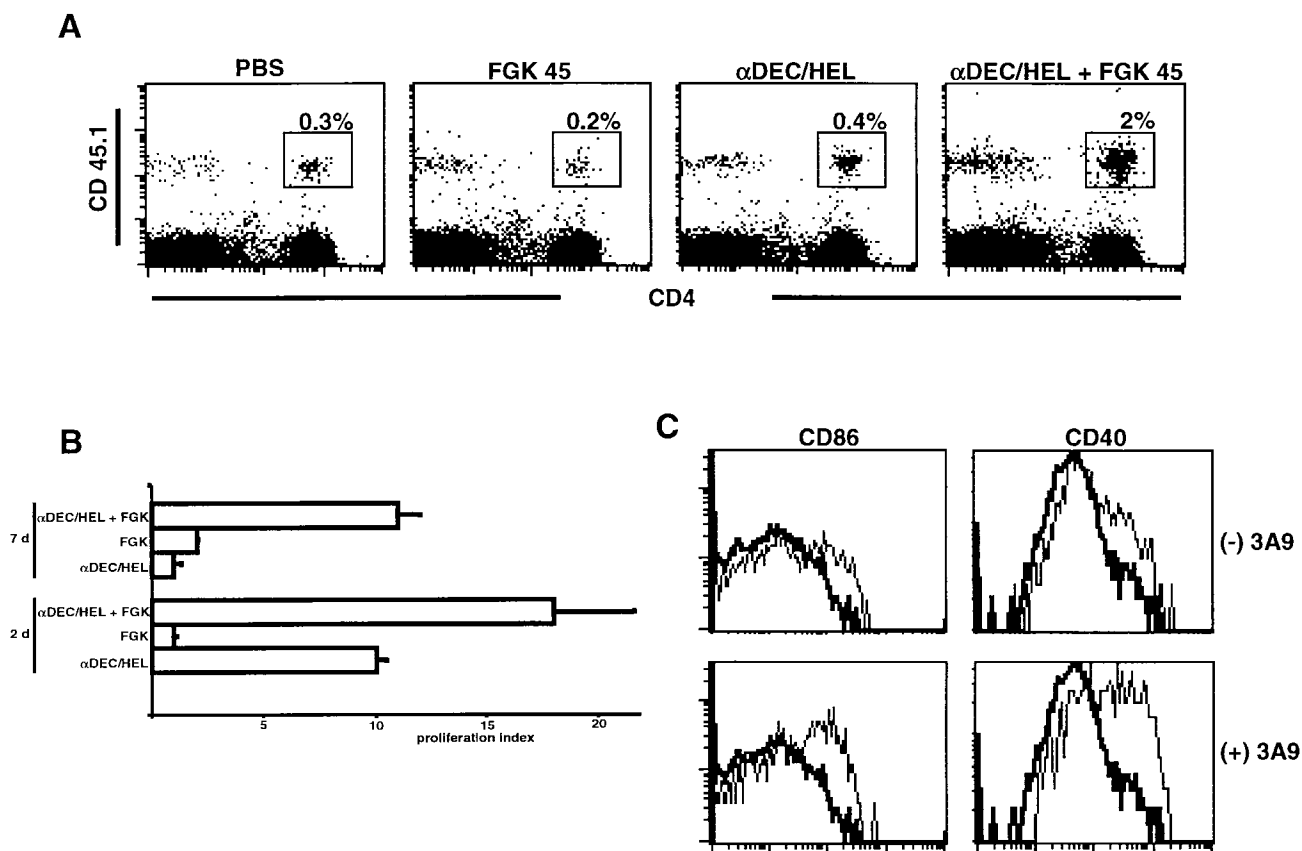 A
PBS
FGK 45
αDEC/HEL
αDEC/HEL + FGK 45
CD 45.1
0.3%
0.2%
0.4%
2%
CD4
B
7 d
αDEC/HEL + FGK
FGK
αDEC/HEL
2 d
αDEC/HEL + FGK
FGK
αDEC/HEL
5
10
15
20
proliferation index
C
CD86
CD40
(-) 3A9
(+) 3A9